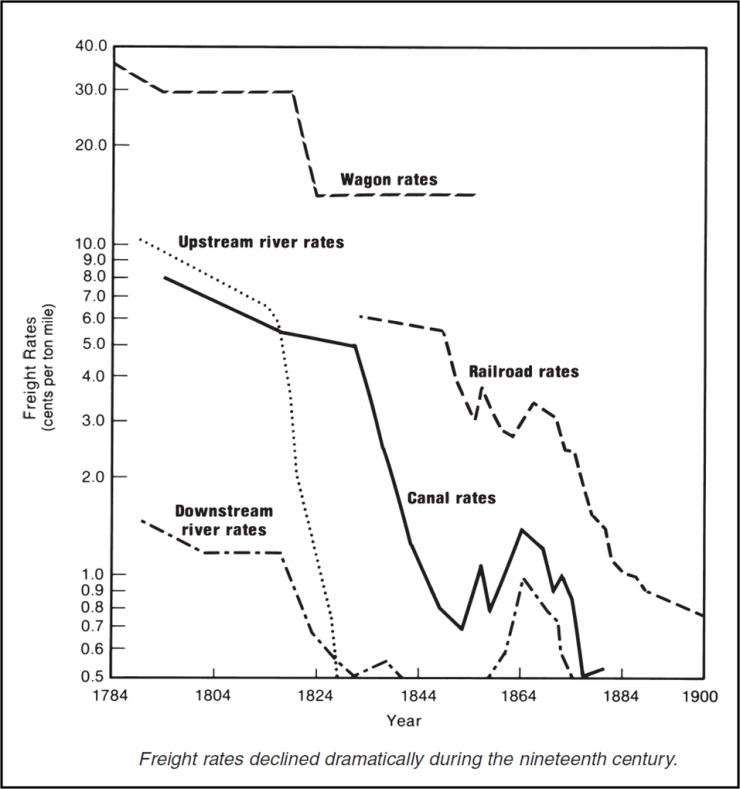 40.0
30.0
20.0
10.0
9.0
8.0
7.0
6.0
5.0
4.0
3.0
2.0
1.0
0.9
0.8
0.7
0.6
0.5
Freight Rates
(cents per ton mile)
Wagon rates
Upstream river rates
Railroad rates
Canal rates
Downstream
river rates
1784
1804
1824
1844
1864
1884
1900
Year
Freight rates declined dramatically during the nineteenth century.